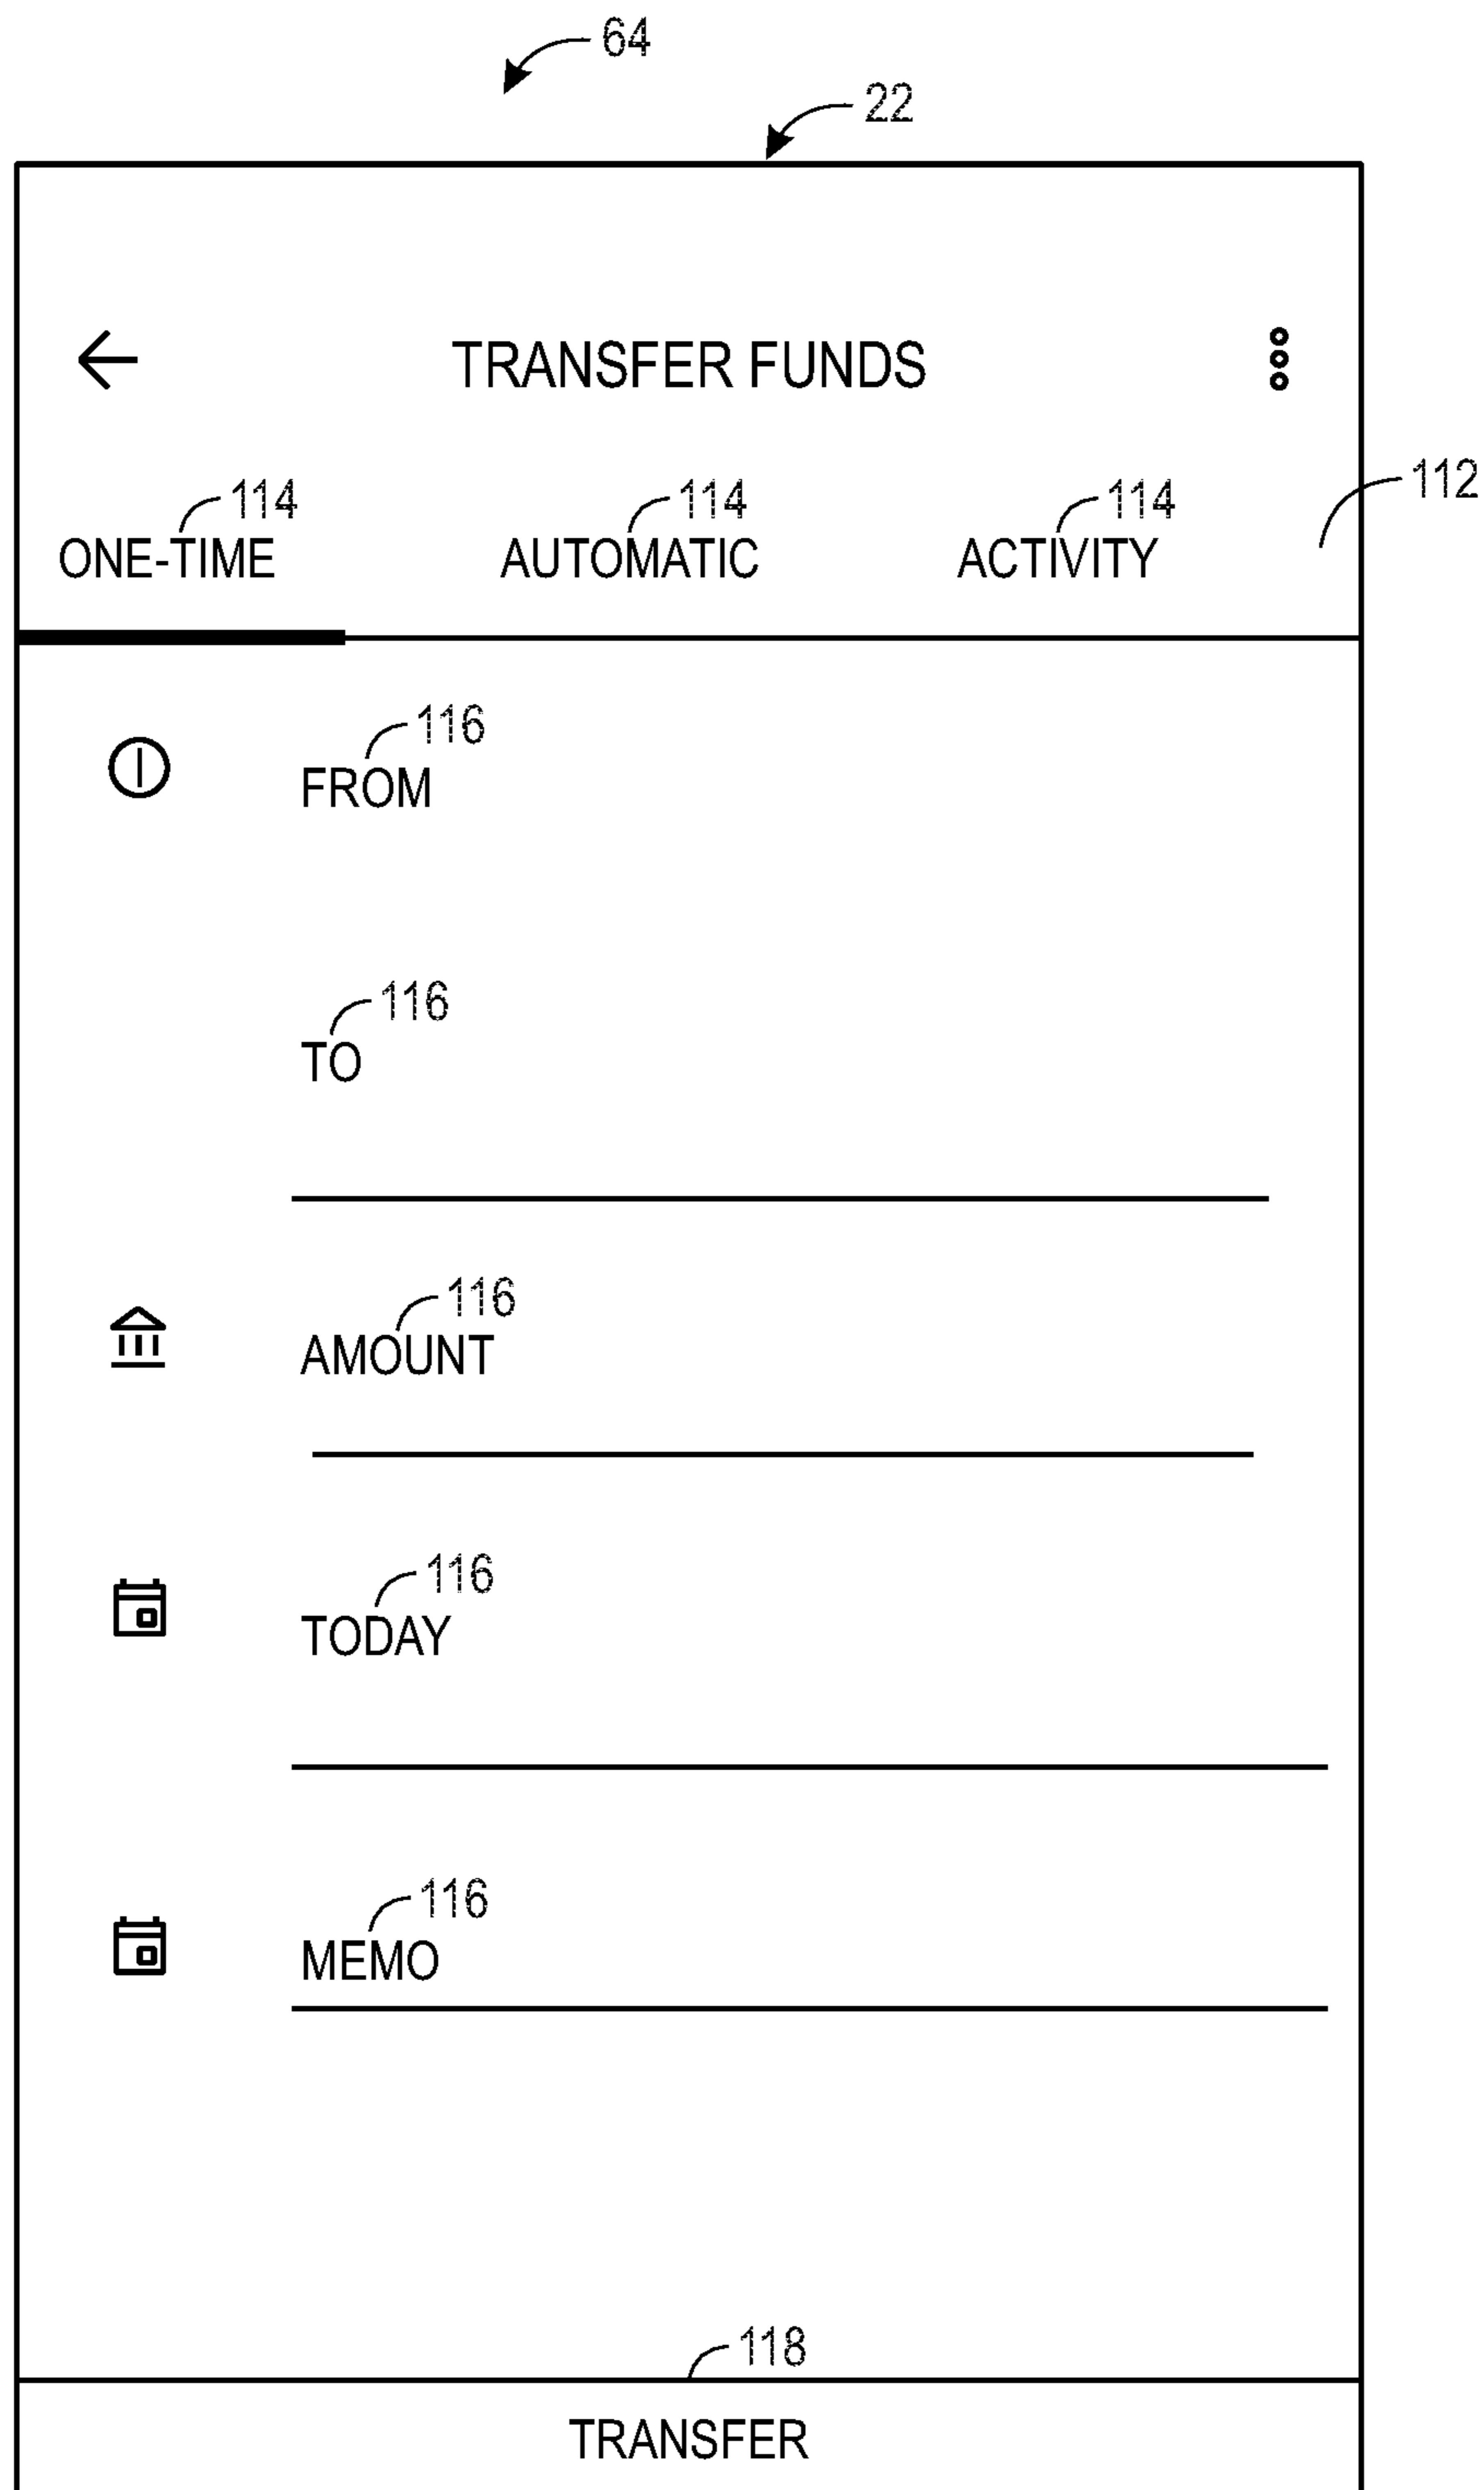 64
22
TRANSFER FUNDS
114 114 114 112
ONE-TIME AUTOMATIC ACTIVITY
116
FROM
116
TO
116
AMOUNT
116
TODAY
116
MEMO
118
TRANSFER